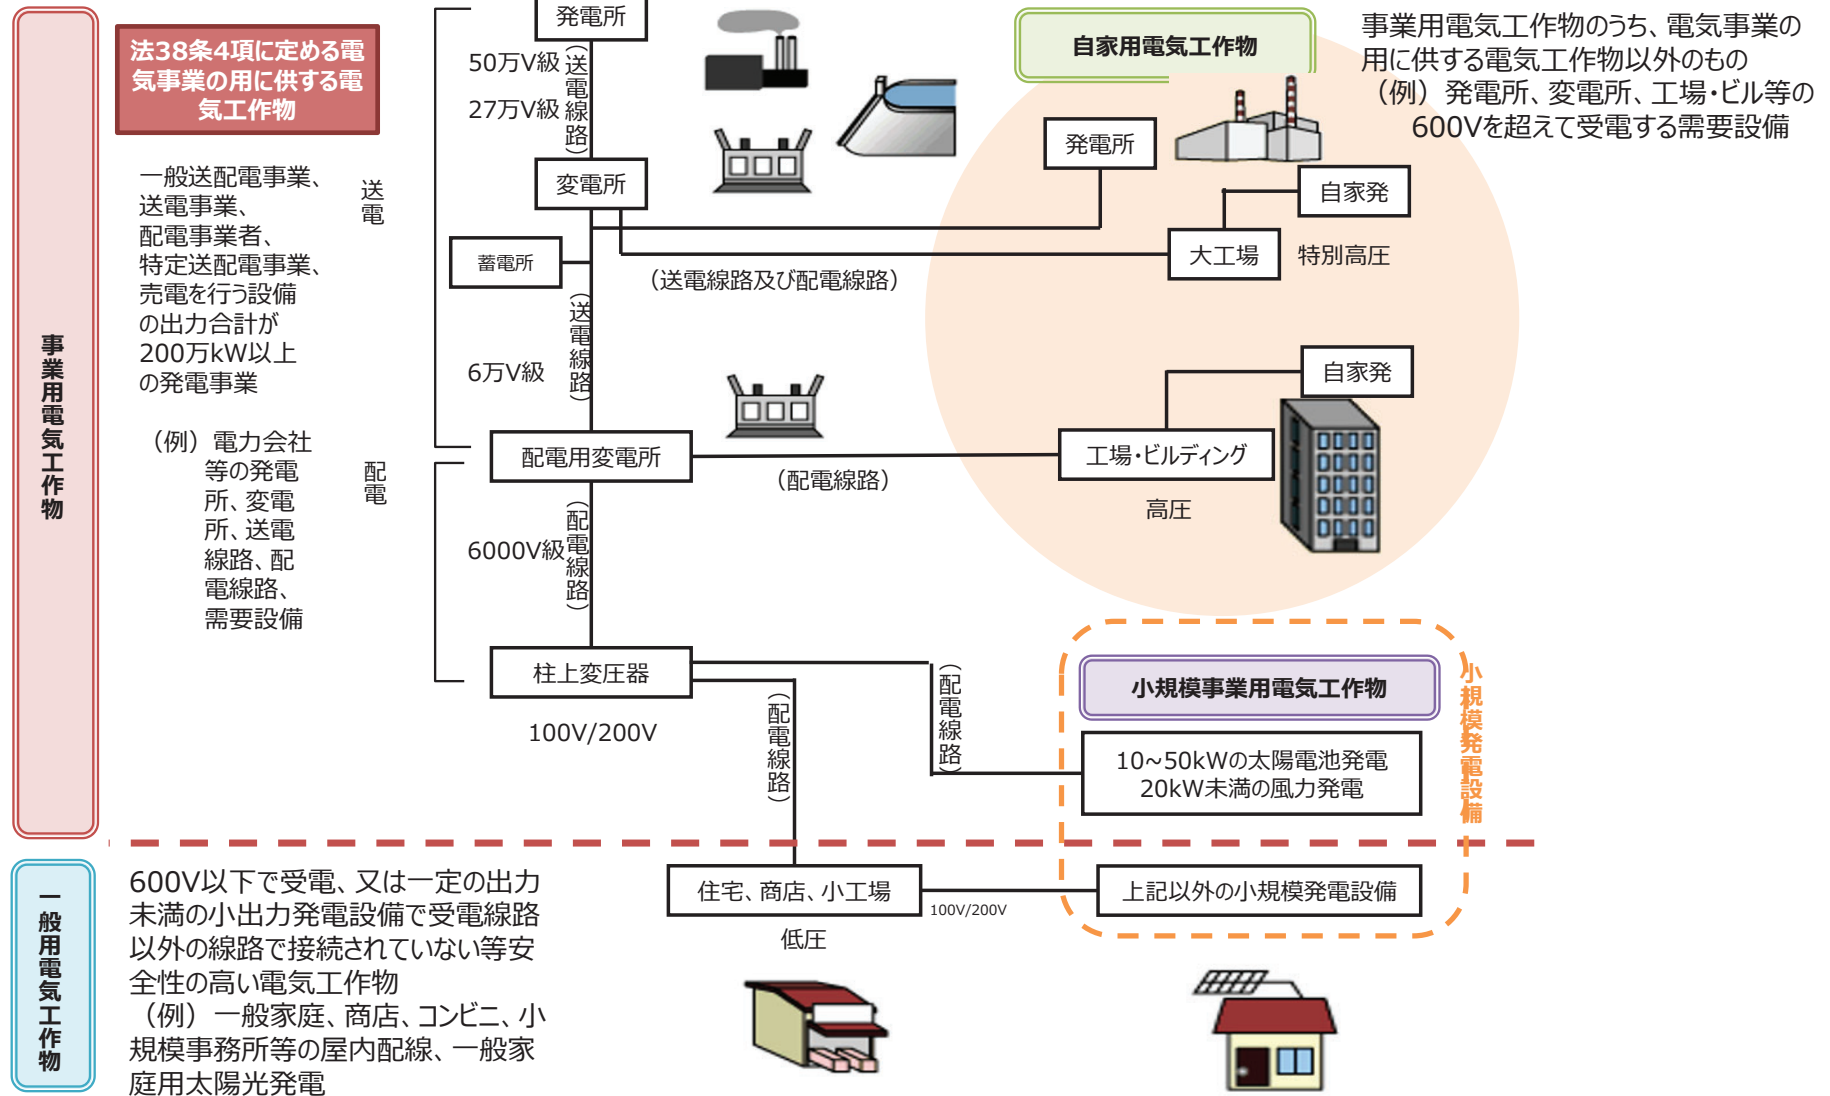 事業用電気工作物
法38条4項に定める電
気事業の用に供する電
気工作物
一般送配電事業、
送電事業、
配電事業者、
特定送配電事業、
売電を行う設備
の出力合計が
200万kW以上
の発電事業
（例）電力会社
等の発電
所、変電
所、送電
線路、配
電線路、
需要設備
送電
配電
発電所
50万V級
27万V級
（送電線路）
変電所
蓄電所
（送電線路及び配電線路）
（送電線路）
6万V級
配電用変電所
（配電線路）
6000V級
（配電線路）
柱上変圧器
100V/200V
（配電線路）
（配電線路）
自家用電気工作物
事業用電気工作物のうち、電気事業の
用に供する電気工作物以外のもの
（例）発電所、変電所、工場・ビル等の
600Vを超えて受電する需要設備
発電所
自家発
大工場
特別高圧
自家発
工場・ビルディング
高圧
小規模事業用電気工作物
10~50kWの太陽電池発電
20kW未満の風力発電
小規模発電設備
一般用電気工作物
600V以下で受電、又は一定の出力
未満の小出力発電設備で受電線路
以外の線路で接続されていない等安
全性の高い電気工作物
（例）一般家庭、商店、コンビニ、小
規模事務所等の屋内配線、一般家
庭用太陽光発電
住宅、商店、小工場
100V/200V
低圧
上記以外の小規模発電設備